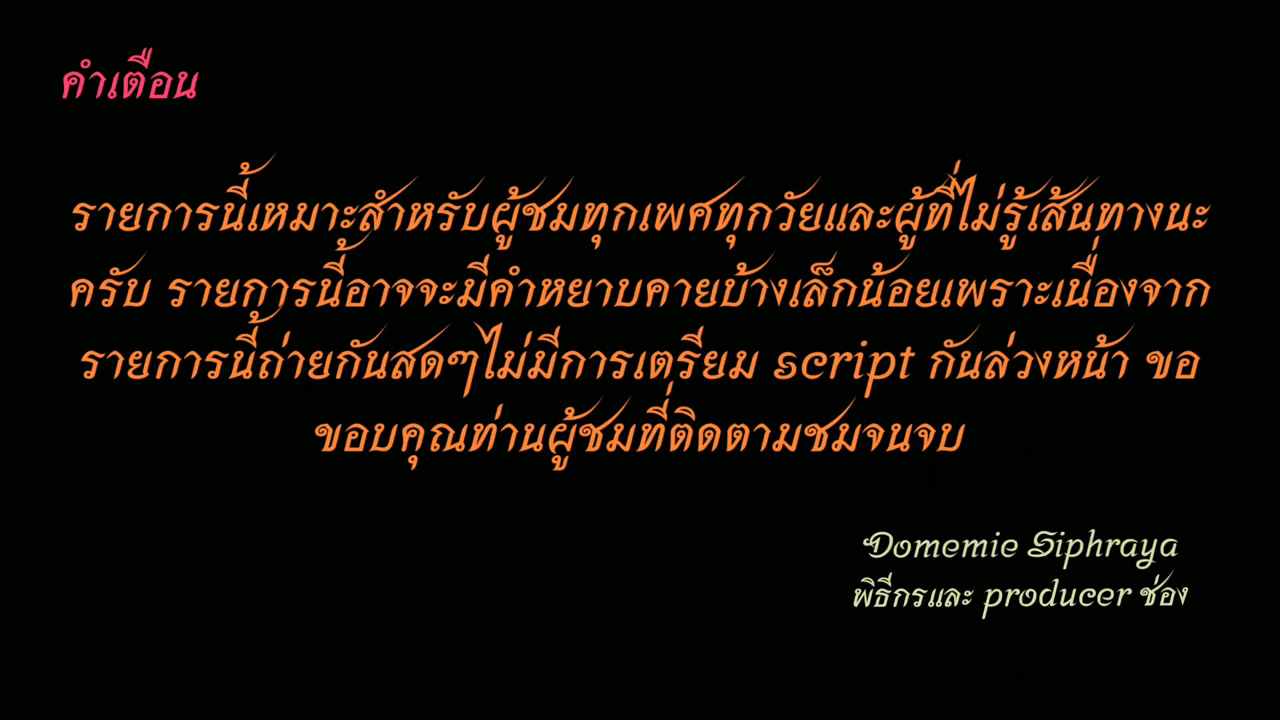 คำเตือน
รายการนี้เหมาะสำหรับผู้ชมทุกเพศทุกวัยและผู้ที่ไม่รู้เส้นทางนะ
ครับ รายการนี้อาจจะมีคำหยาบคายบ้างเล็กน้อยเพราะเนื่องจาก
รายการนี้ถ่ายกันสดๆไม่มีการเตรียม script กันล่วงหน้า ขอ
ขอบคุณท่านผู้ชมที่ติดตามชมจนจบ
Domemie Siphraya
พิธีกรและ producer ช่อง